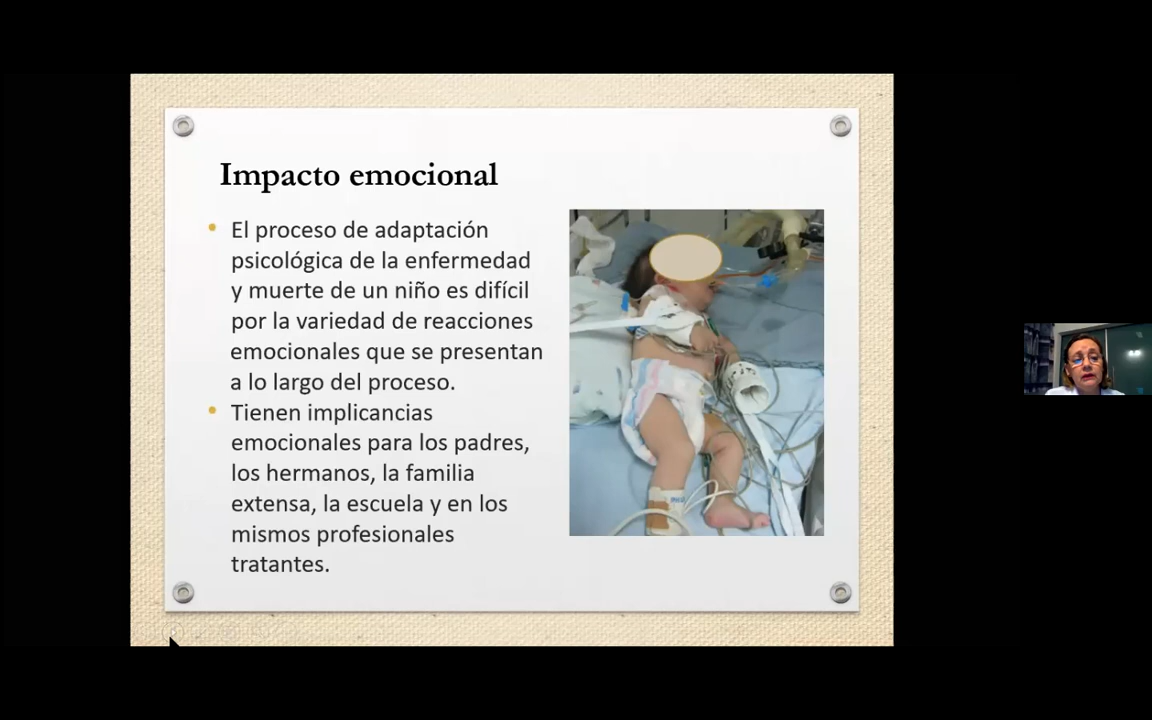 Impacto emocional
• El proceso de adaptación
psicológica de la enfermedad
y muerte de un niño es difícil
por la variedad de reacciones
emocionales que se presentan
a lo largo del proceso.
• Tienen implicancias
emocionales para los padres,
los hermanos, la familia
extensa, la escuela y en los
mismos profesionales
tratantes.